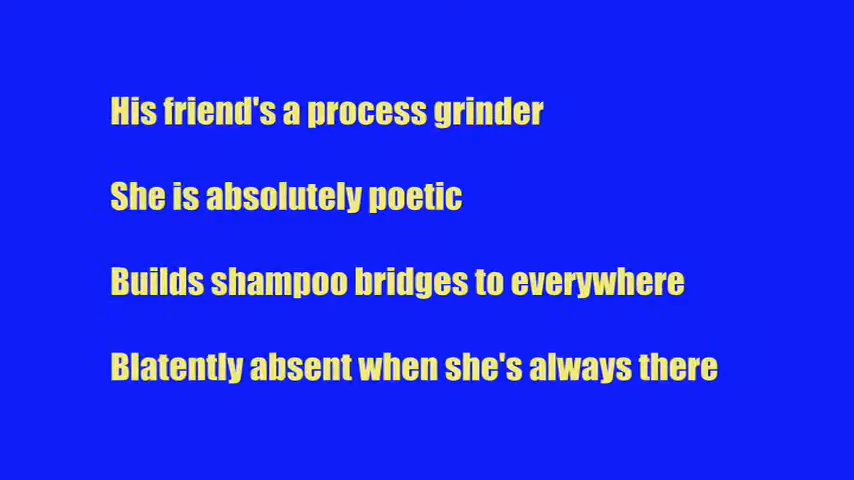 His friend's a process grinder
She is absolutely poetic
Builds shampoo bridges to everywhere
Blatently absent when she's always there